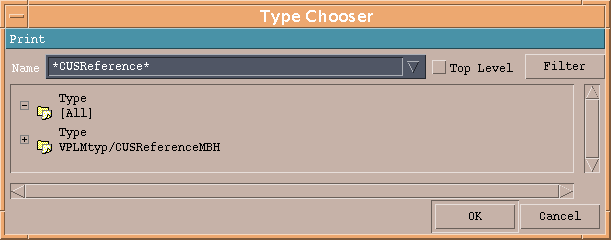 Type Chooser
Print
Name *CUSReference* Top Level Filter
Type
[All]
Type
VPLMtyp/CUSReferenceMBH
OK Cancel